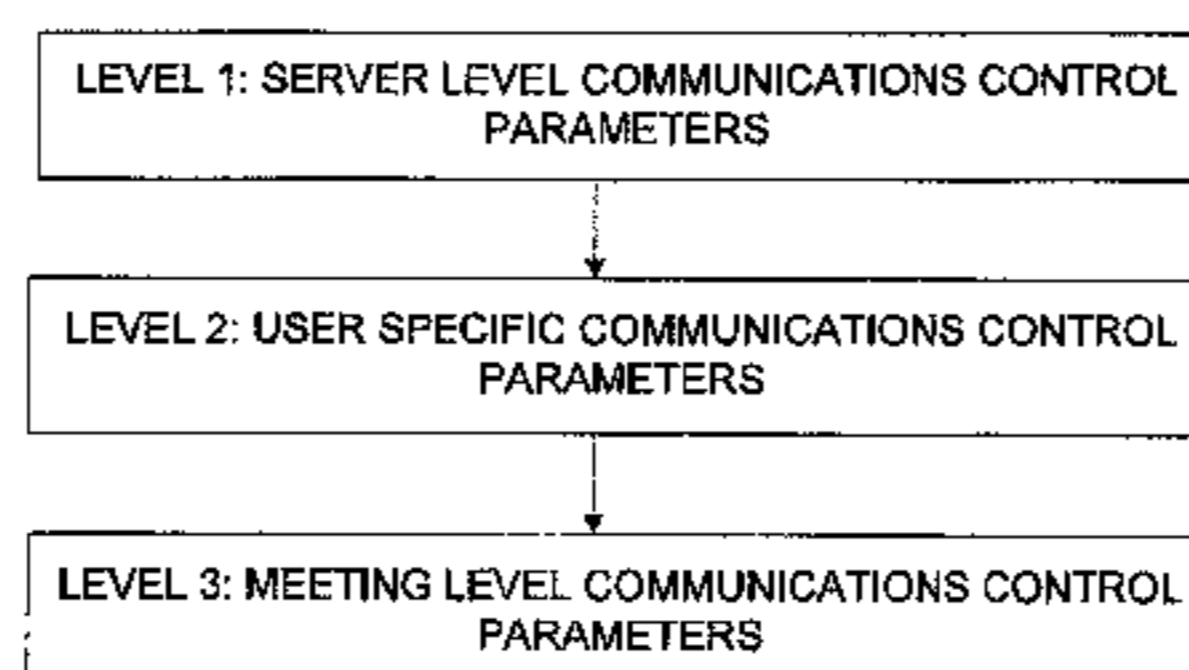 LEVEL 1: SERVER LEVEL COMMUNICATIONS CONTROL
PARAMETERS
LEVEL 2: USER SPECIFIC COMMUNICATIONS CONTROL
PARAMETERS
LEVEL 3: MEETING LEVEL COMMUNICATIONS CONTROL
PARAMETERS